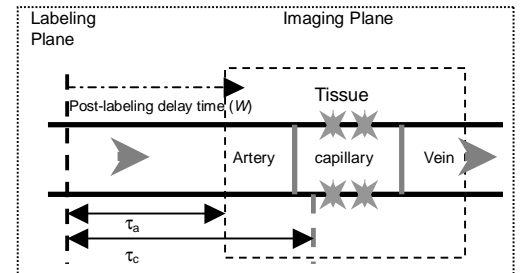 Labeling Plane
Imaging Plane
Post-labeling delay time (W)
Tissue
Artery
capillary
Vein
τa
τc